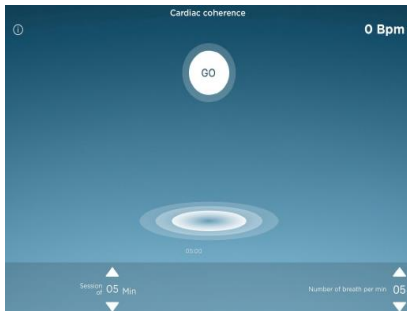 Cardiac coherence
0 Bpm
GO
Session of 05 Min
Number of breath per min 05